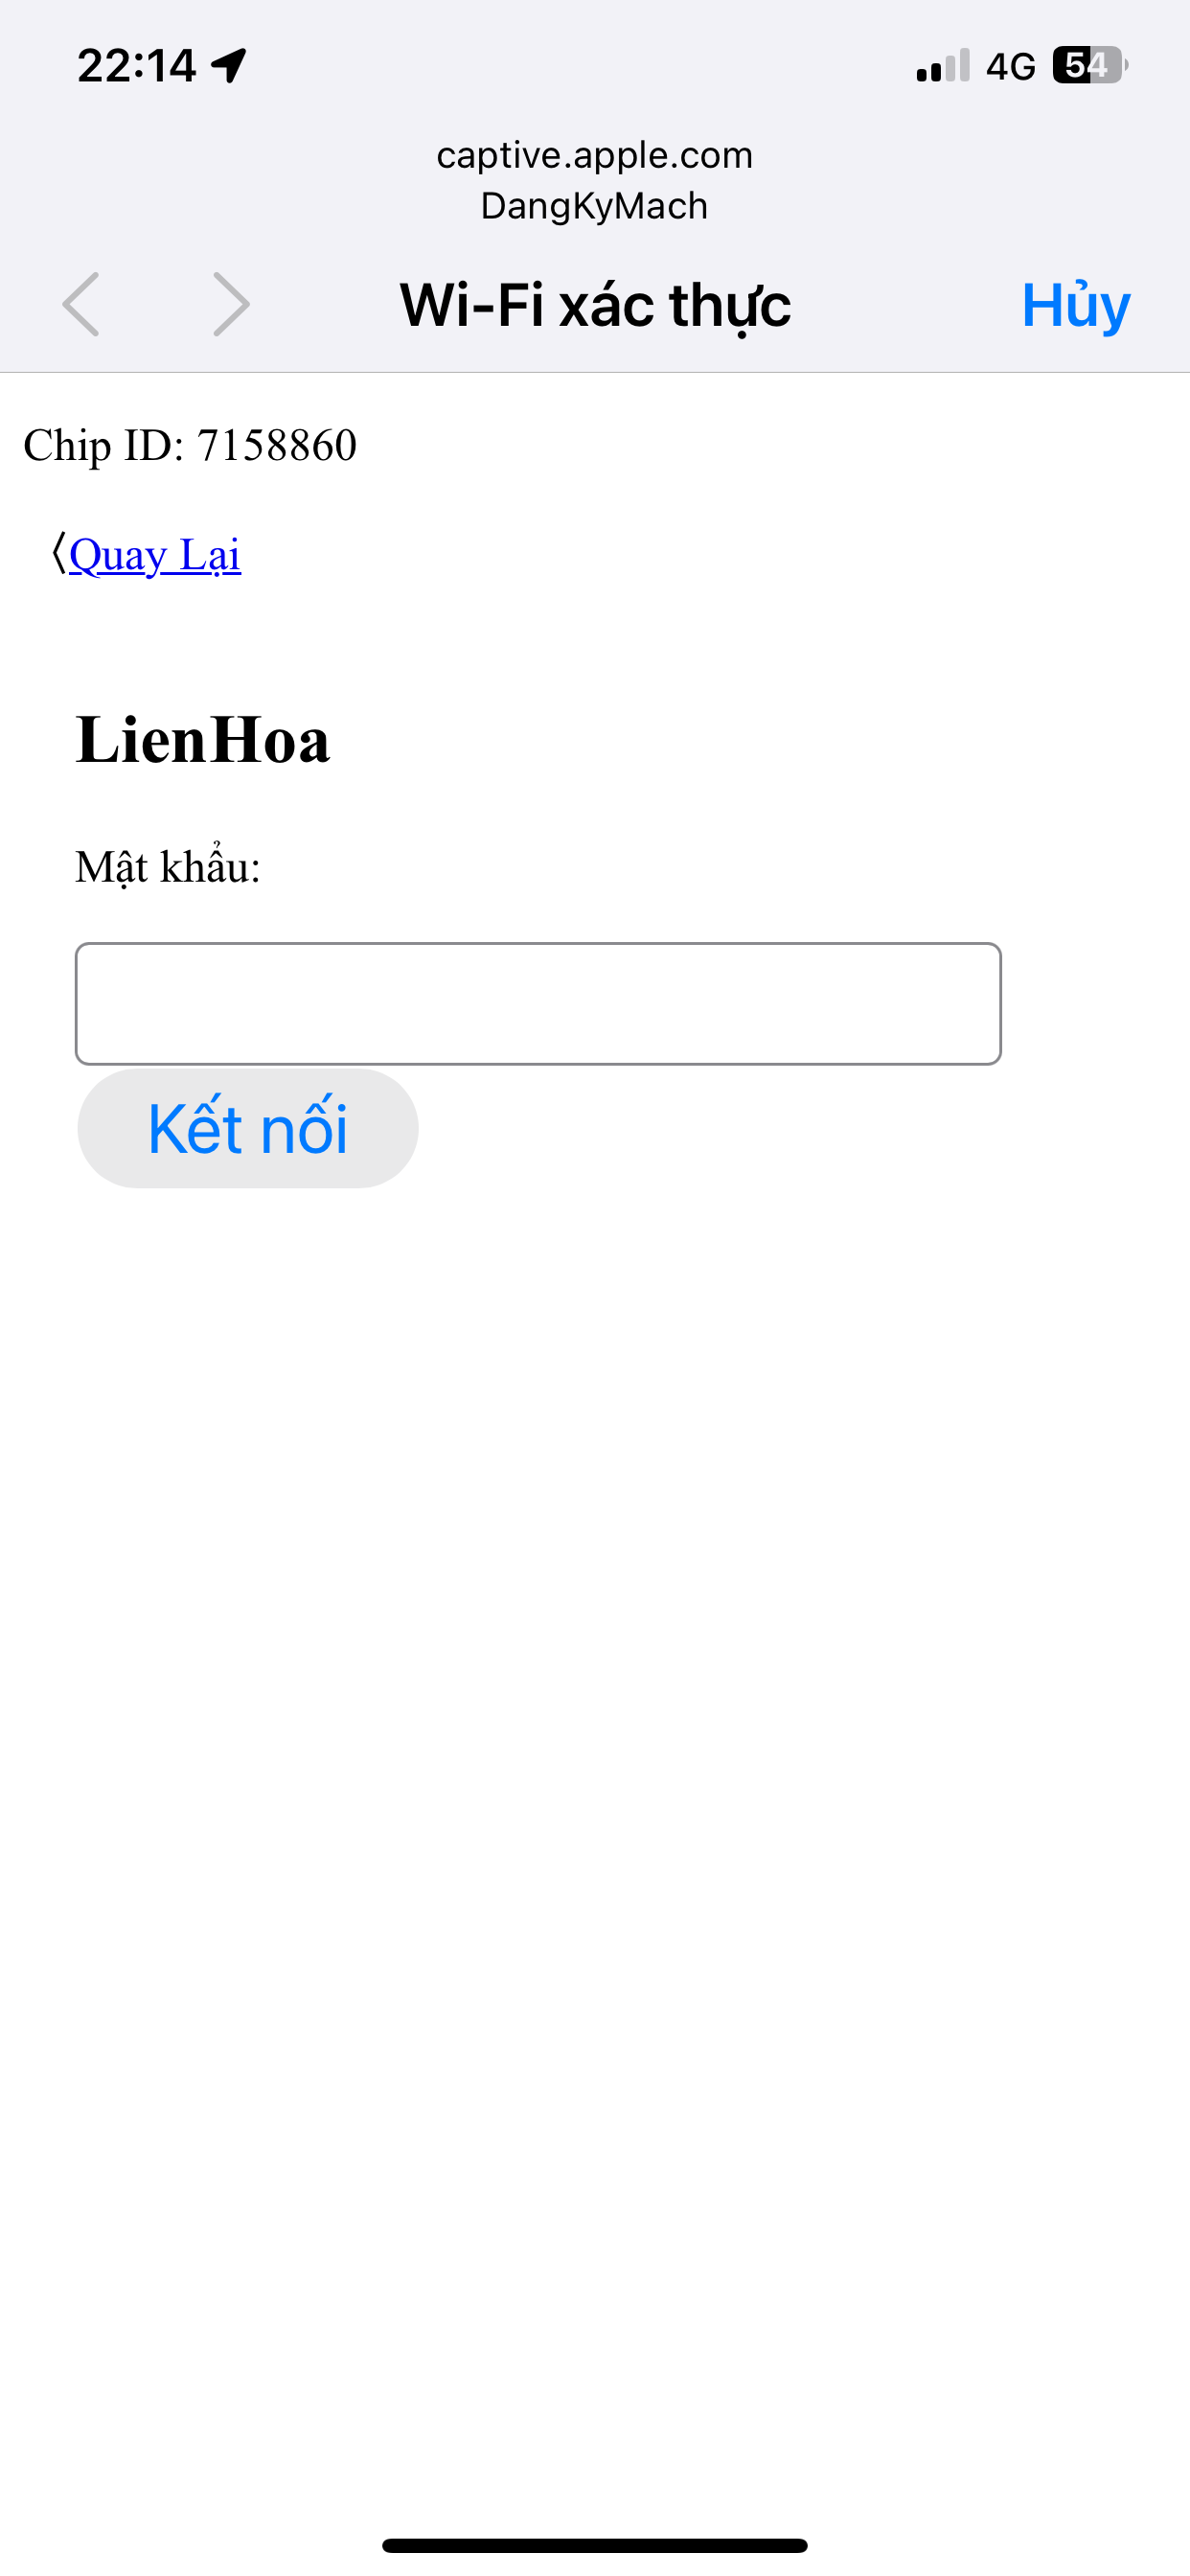 22:14
4G 54
captive.apple.com
DangKyMach
Wi-Fi xác thực
Hủy
Chip ID: 7158860
〈Quay Lại
LienHoa
Mật khẩu:
Kết nối